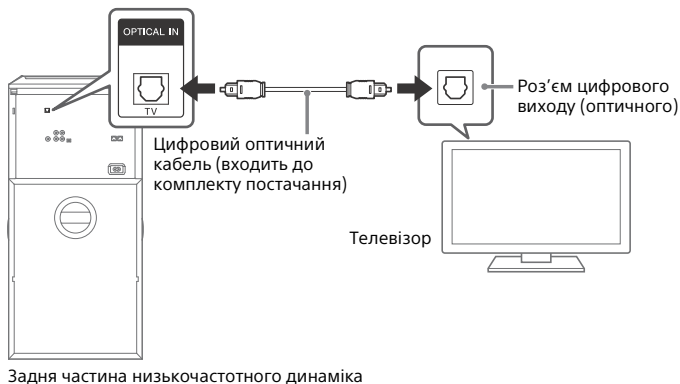 OPTICAL IN
TV
Роз’єм цифрового
виходу (оптичного)
Цифровий оптичний
кабель (входить до
комплекту постачання)
Телевізор
Задня частина низькочастотного динаміка